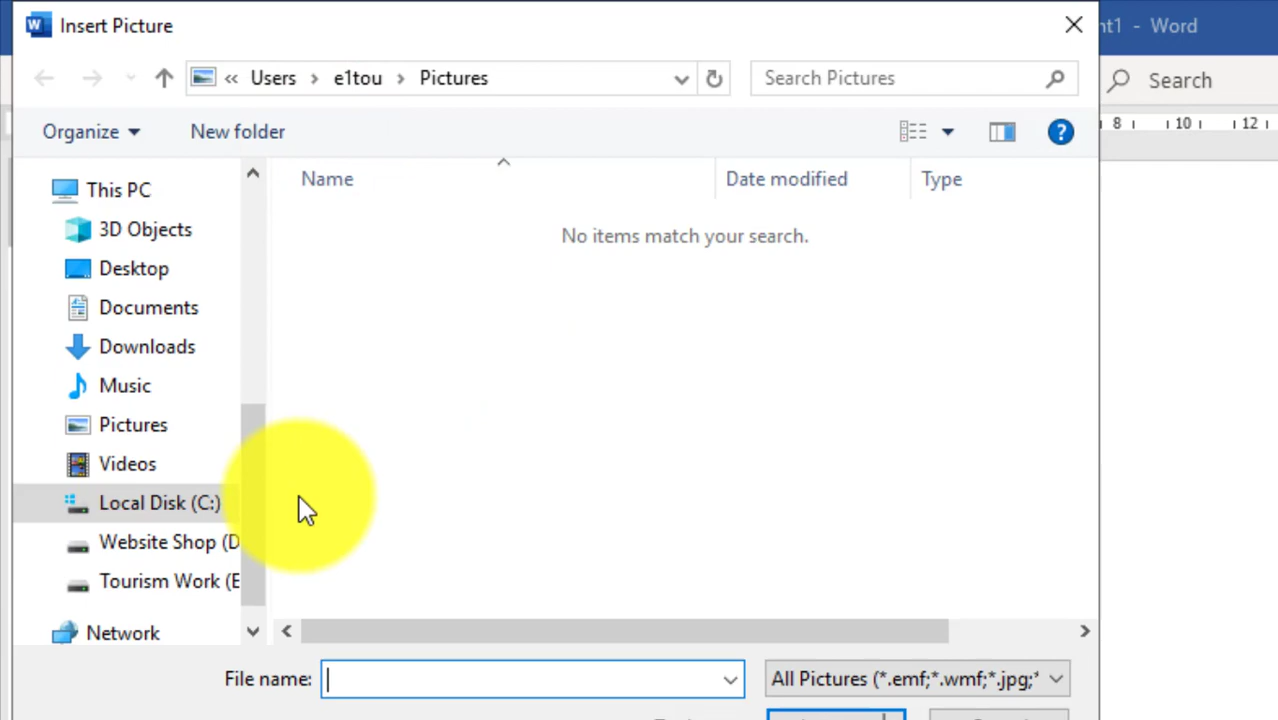 Insert Picture
nt1 - Word
« Users › e1tou › Pictures
Search Pictures
Search
Organize
New folder
8 10 12
Name
Date modified
Type
No items match your search.
This PC
3D Objects
Desktop
Documents
Downloads
Music
Pictures
Videos
Local Disk (C:)
Website Shop (D
Tourism Work (E
Network
File name:
All Pictures (*.emf;*.wmf;*.jpg;*